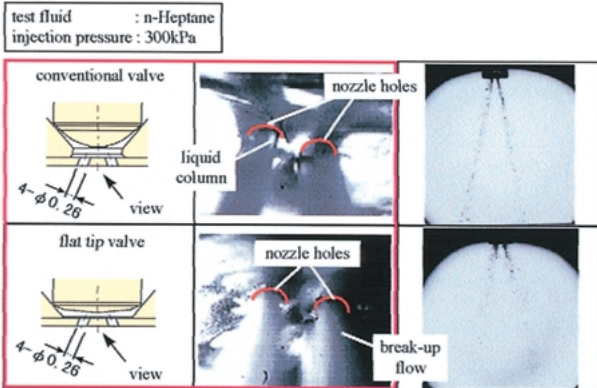 test fluid : n-Heptane
injection pressure : 300kPa
conventional valve
nozzle holes
liquid
column
4-φ0.26
view
flat tip valve
nozzle holes
4-φ0.26
view
break-up
flow